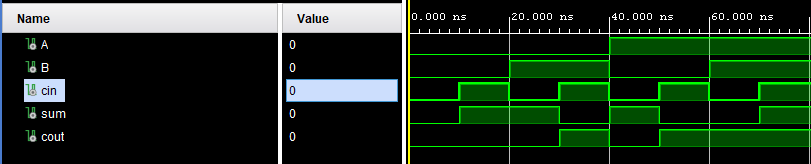 Name Value 0.000 ns 20.000 ns 40.000 ns 60.000 ns
A 0
B 0
cin 0
sum 0
cout 0